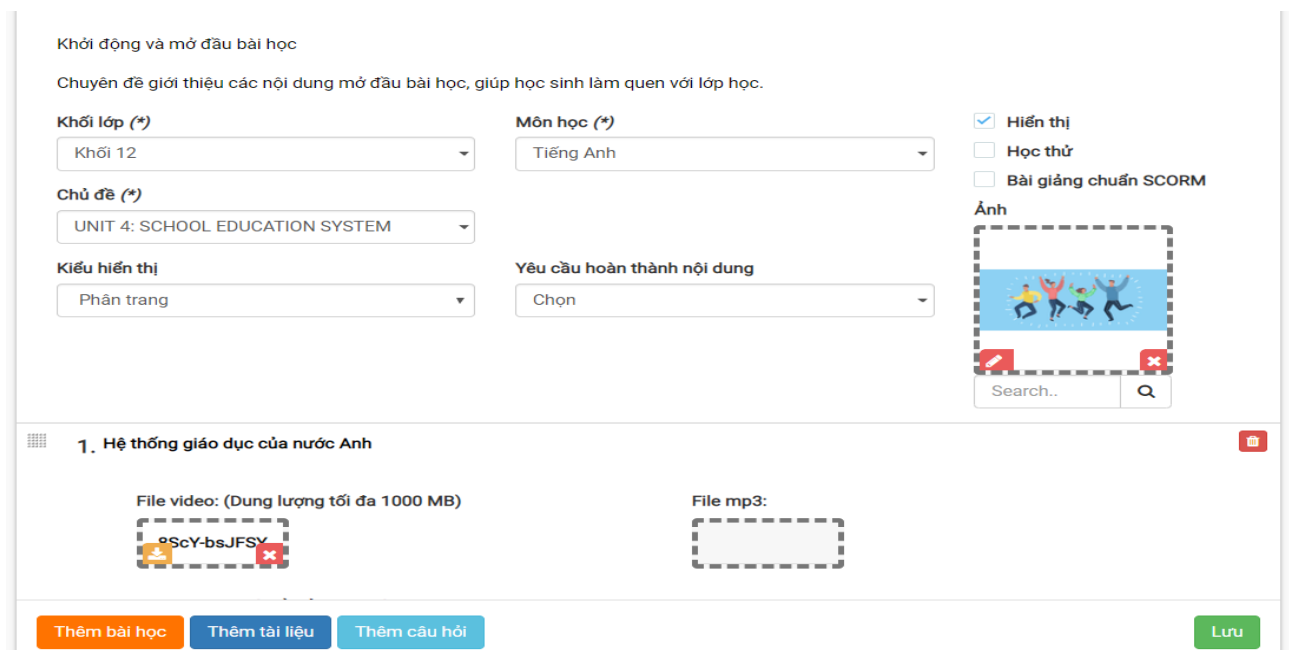 Khởi động và mở đầu bài học
Chuyên đề giới thiệu các nội dung mở đầu bài học, giúp học sinh làm quen với lớp học.
Khối lớp (*)
Khối 12
Môn học (*)
Tiếng Anh
Hiển thị
Học thử
Bài giảng chuẩn SCORM
Chủ đề (*)
UNIT 4: SCHOOL EDUCATION SYSTEM
Ảnh
Kiểu hiển thị
Phân trang
Yêu cầu hoàn thành nội dung
Chọn
Search..
1. Hệ thống giáo dục của nước Anh
File video: (Dung lượng tối đa 1000 MB)
File mp3:
Thêm bài học
Thêm tài liệu
Thêm câu hỏi
Lưu